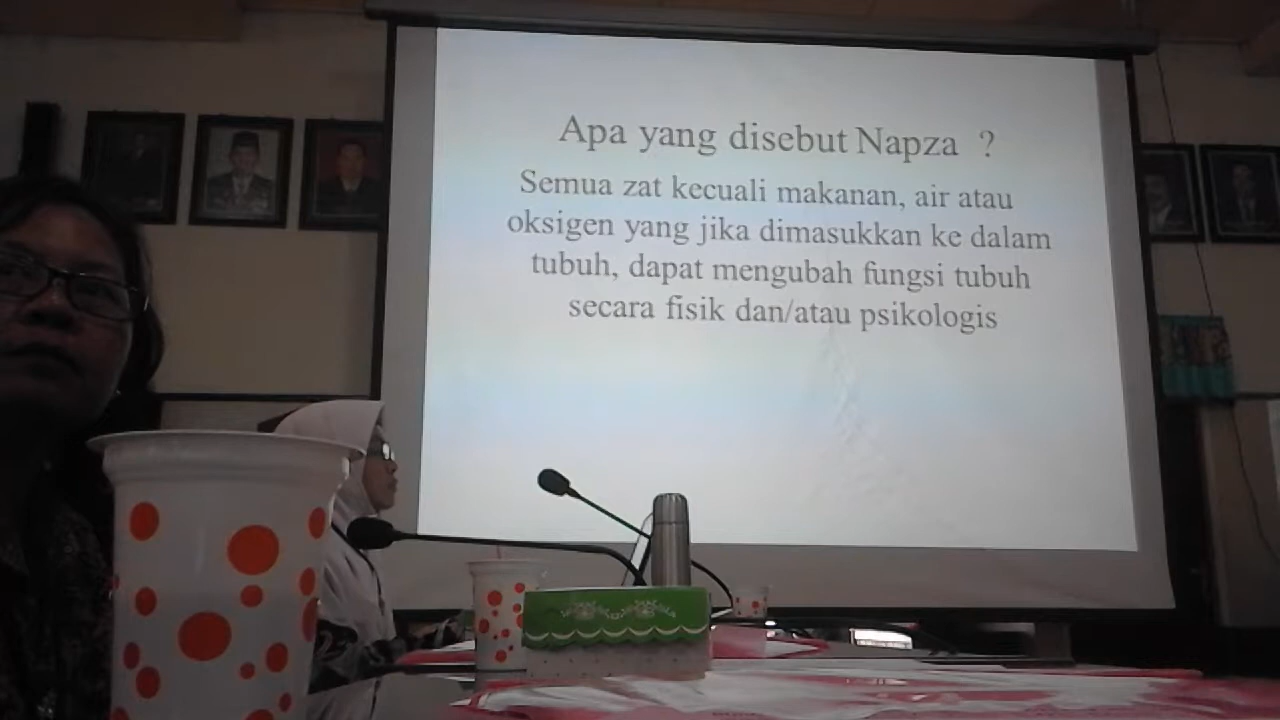 Apa yang disebut Napza ?
Semua zat kecuali makanan, air atau
oksigen yang jika dimasukkan ke dalam
tubuh, dapat mengubah fungsi tubuh
secara fisik dan/atau psikologis